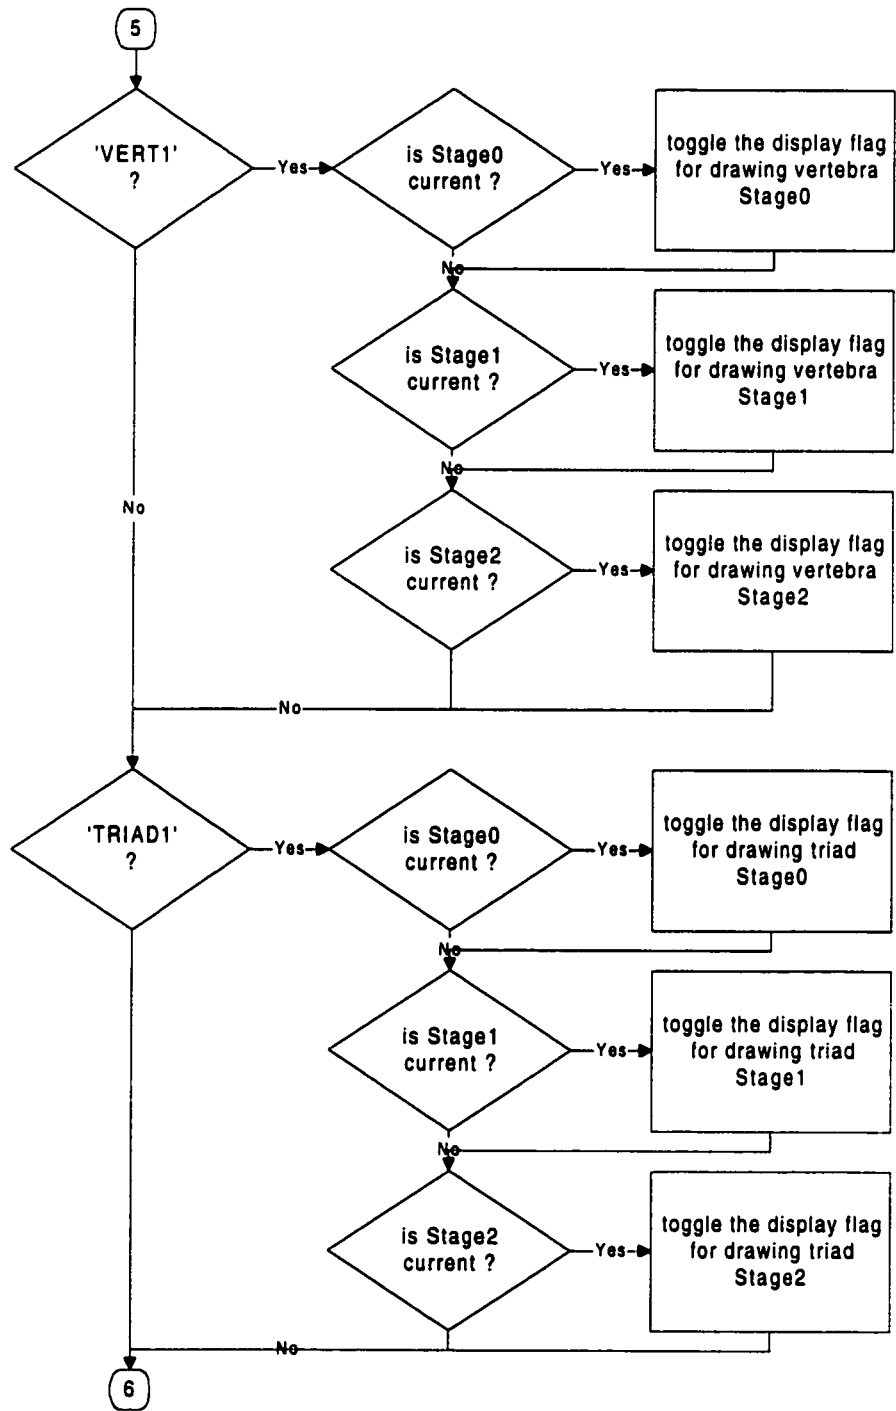 5
'VERT1'
?
Yes
is Stage0
current ?
Yes
toggle the display flag
for drawing vertebra
Stage0
No
is Stage1
current ?
Yes
toggle the display flag
for drawing vertebra
Stage1
No
No
is Stage2
current ?
Yes
toggle the display flag
for drawing vertebra
Stage2
No
'TRIAD1'
?
Yes
is Stage0
current ?
Yes
toggle the display flag
for drawing triad
Stage0
No
is Stage1
current ?
Yes
toggle the display flag
for drawing triad
Stage1
No
is Stage2
current ?
Yes
toggle the display flag
for drawing triad
Stage2
No
6